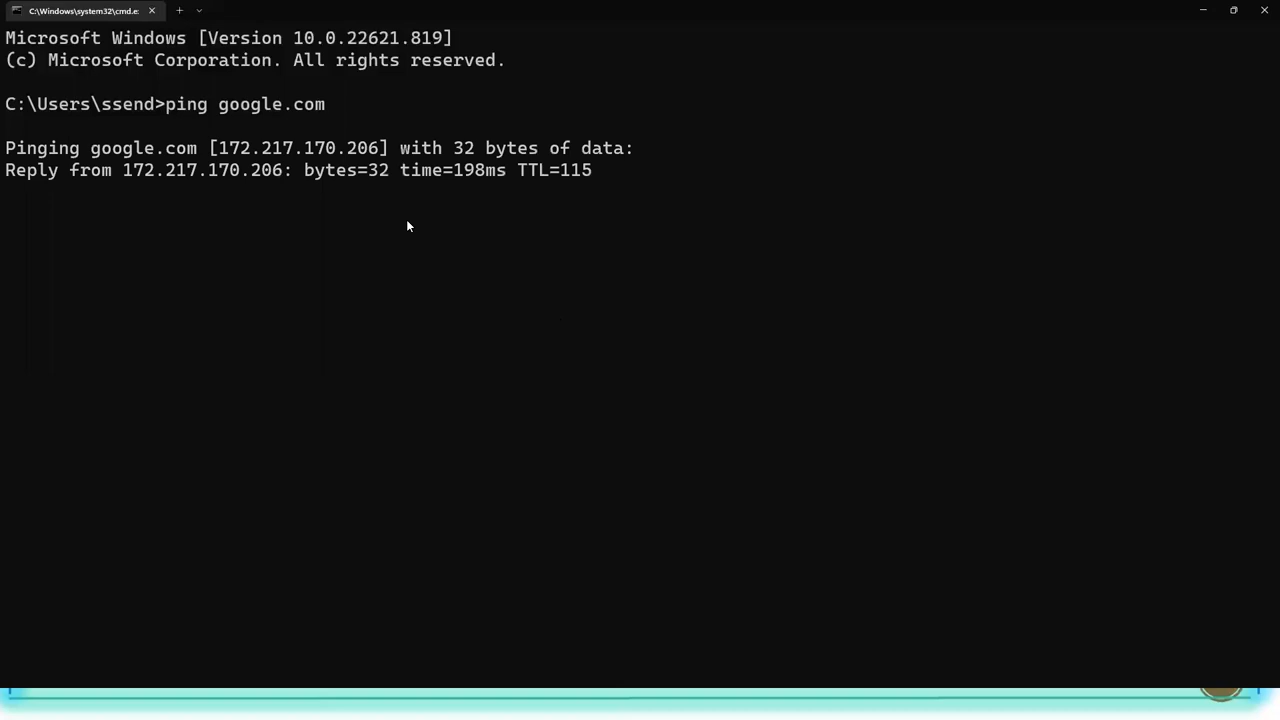 C:\Windows\system32\cmd.e:
Microsoft Windows [Version 10.0.22621.819]
(c) Microsoft Corporation. All rights reserved.
C:\Users\ssend>ping google.com
Pinging google.com [172.217.170.206] with 32 bytes of data:
Reply from 172.217.170.206: bytes=32 time=198ms TTL=115